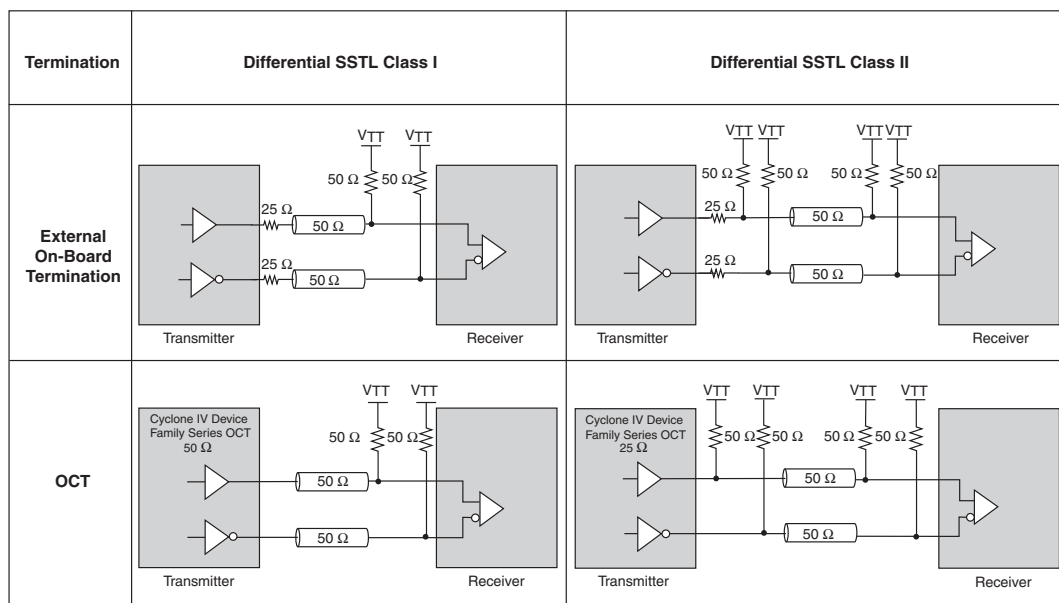 Termination
Differential SSTL Class I
Differential SSTL Class II
External
On-Board
Termination
VTT VTT
50 Ω 50 Ω
25 Ω
50 Ω
25 Ω
50 Ω
Transmitter
Receiver
VTT VTT VTT VTT
50 Ω 50 Ω 50 Ω 50 Ω
25 Ω
50 Ω
25 Ω
50 Ω
Transmitter
Receiver
OCT
Cyclone IV Device
Family Series OCT
50 Ω
VTT VTT
50 Ω 50 Ω
50 Ω
50 Ω
Transmitter
Receiver
Cyclone IV Device
Family Series OCT
25 Ω
VTT VTT VTT VTT
50 Ω 50 Ω 50 Ω 50 Ω
50 Ω
50 Ω
Transmitter
Receiver